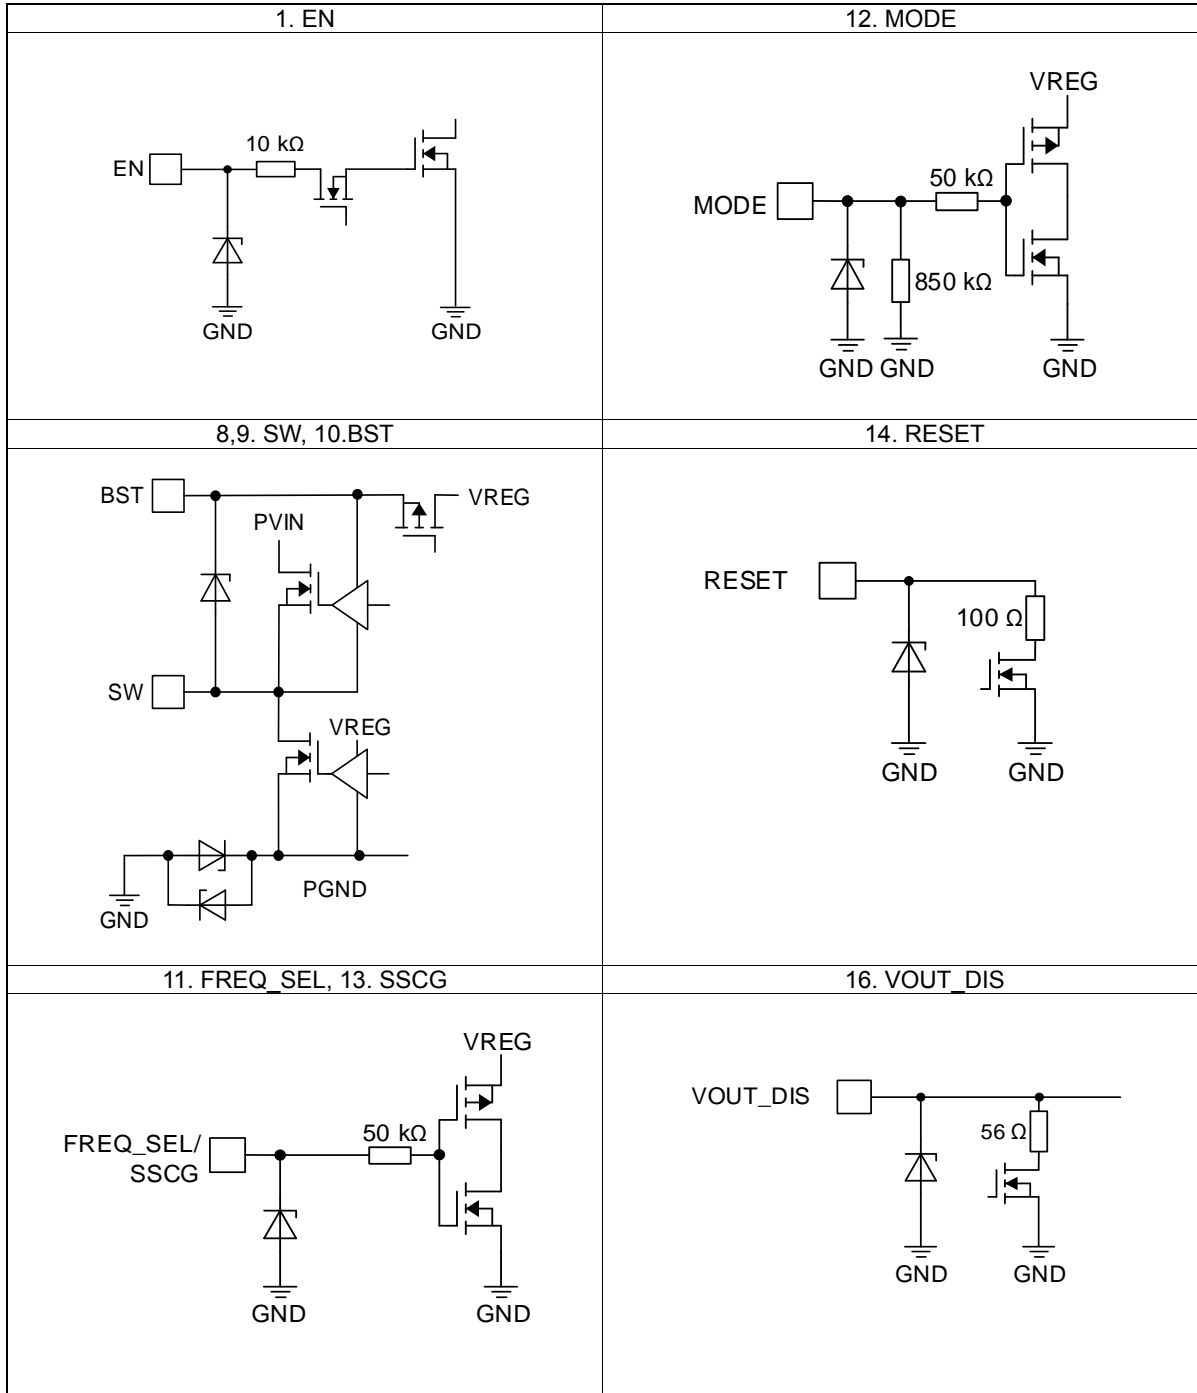 1. EN
12. MODE
EN
10 kΩ
GND
GND
VREG
MODE
50 kΩ
850 kΩ
GND
GND
GND
8,9. SW, 10.BST
14. RESET
BST
PVIN
VREG
SW
VREG
PGND
GND
RESET
100 Ω
GND
GND
11. FREQ_SEL, 13. SSCG
16. VOUT_DIS
VREG
FREQ_SEL/
SSCG
50 kΩ
GND
GND
VOUT_DIS
56 Ω
GND
GND